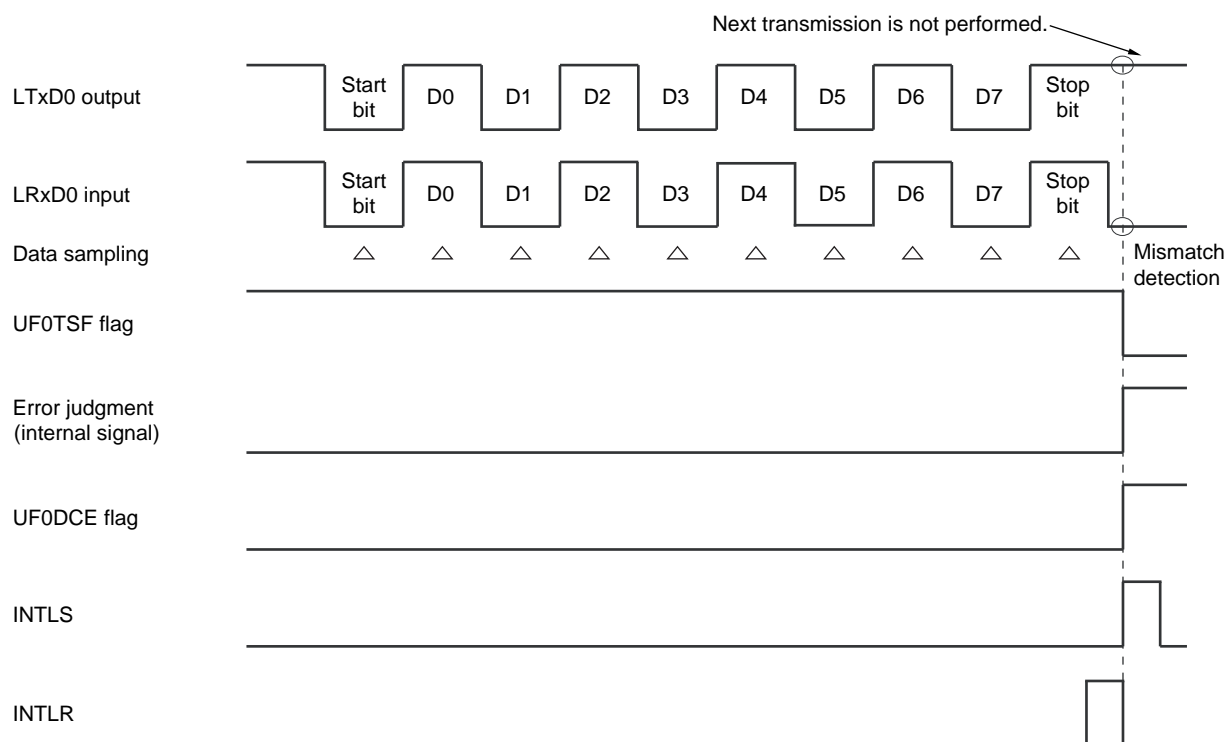 Next transmission is not performed.
LTxD0 output
Start
bit
D0
D1
D2
D3
D4
D5
D6
D7
Stop
bit
LRxD0 input
Start
bit
D0
D1
D2
D3
D4
D5
D6
D7
Stop
bit
Data sampling
Mismatch
detection
UF0TSF flag
Error judgment
(internal signal)
UF0DCE flag
INTLS
INTLR